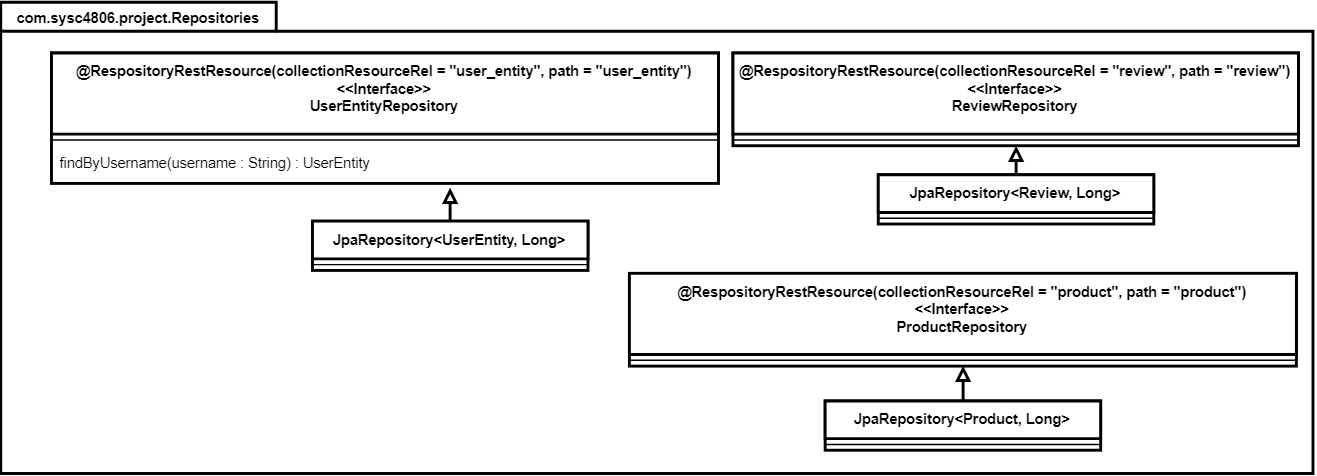 com.sysc4806.project.Repositories
@RespositoryRestResource(collectionResourceRel = "user_entity", path = "user_entity")
<<Interface>>
UserEntityRepository
findByUsername(username : String) : UserEntity
JpaRepository<UserEntity, Long>
@RespositoryRestResource(collectionResourceRel = "review", path = "review")
<<Interface>>
ReviewRepository
JpaRepository<Review, Long>
@RespositoryRestResource(collectionResourceRel = "product", path = "product")
<<Interface>>
ProductRepository
JpaRepository<Product, Long>